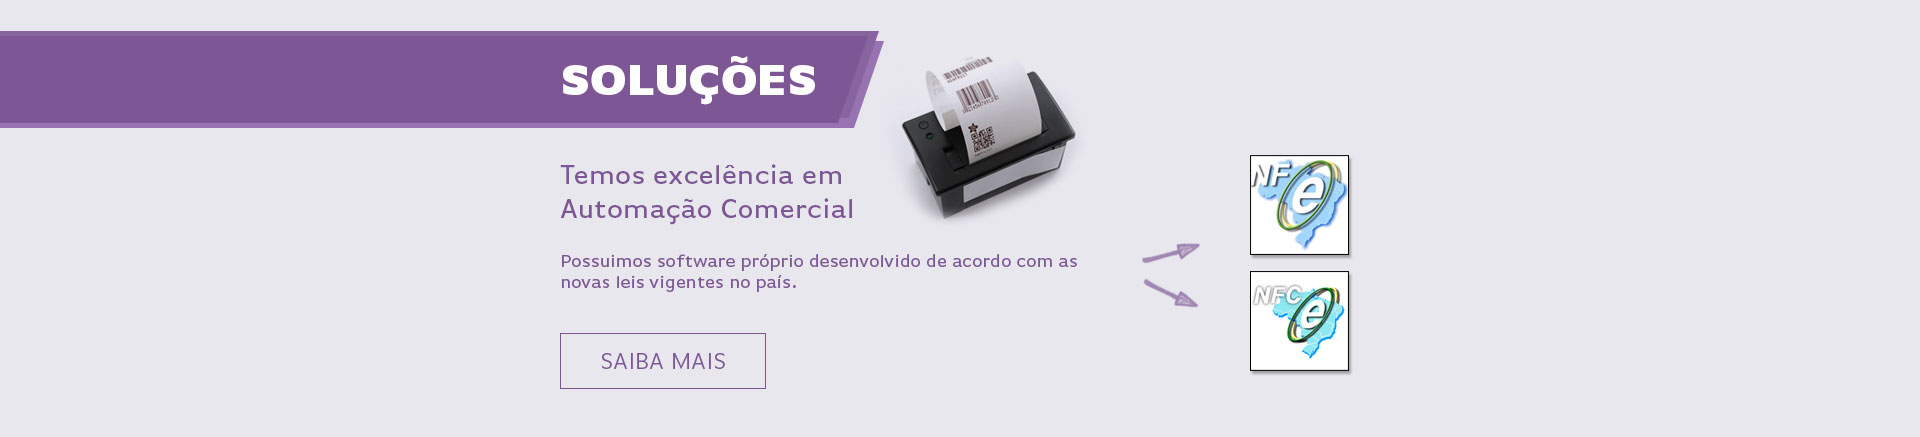 SOLUÇÕES
Temos excelência em
Automação Comercial
Possuimos software próprio desenvolvido de acordo com as
novas leis vigentes no país.
SAIBA MAIS
NF e
NFC e